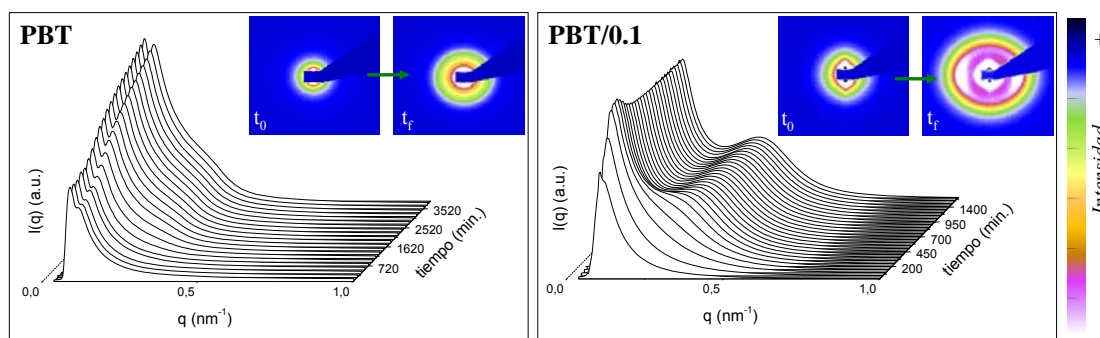 PBT
t0
tf
I(q) (a.u.)
3520
2520
1620
720
tiempo (min.)
0,0
0,5
1,0
q (nm-1)
PBT/0.1
t0
tf
I(q) (a.u.)
1400
950
700
450
200
tiempo (min.)
0,0
0,5
1,0
q (nm-1)
+
Intensidad
-